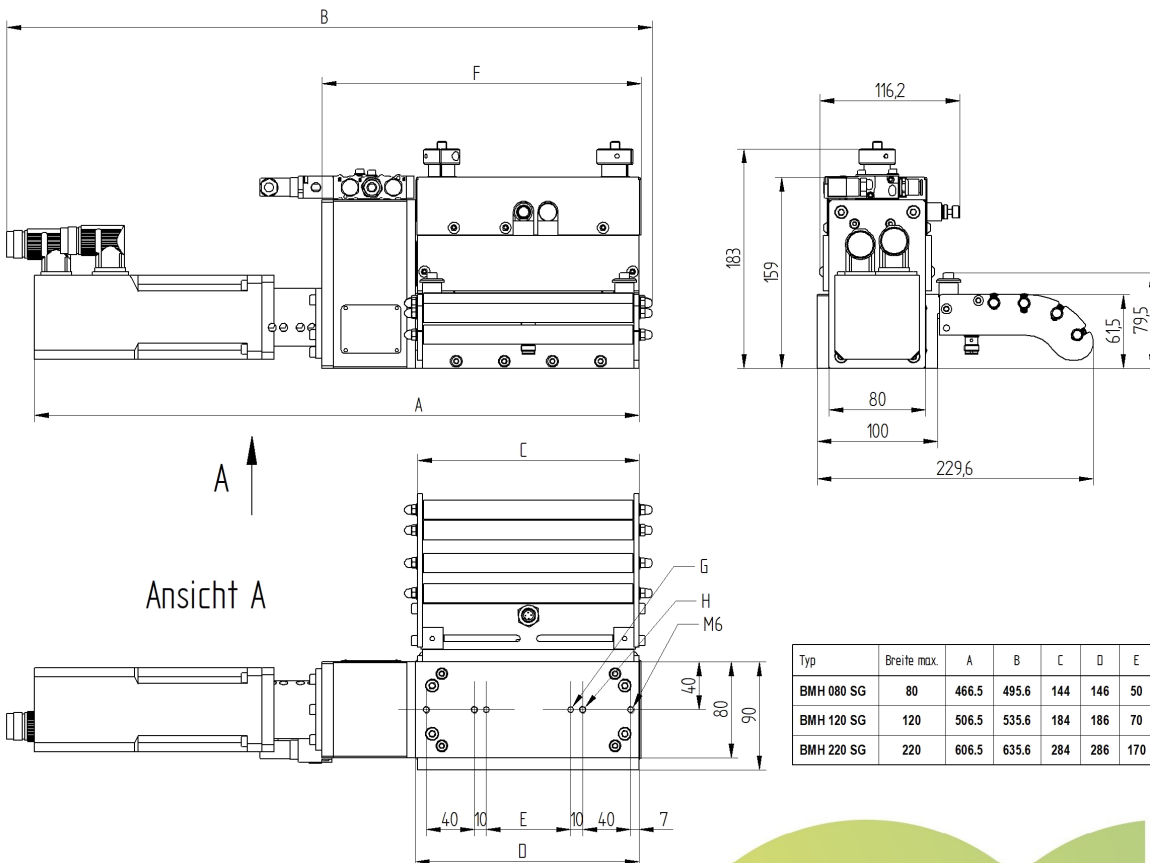 B
F
116,2
183
159
61,5
79,5
80
100
229,6
A
A
C
Ansicht A
G
H
M6
40
80
90
40 10 E 10 40 7
D
Typ Breite max. A B C D E
BMH 080 SG 80 466.5 495.6 144 146 50
BMH 120 SG 120 506.5 535.6 184 186 70
BMH 220 SG 220 606.5 635.6 284 286 170